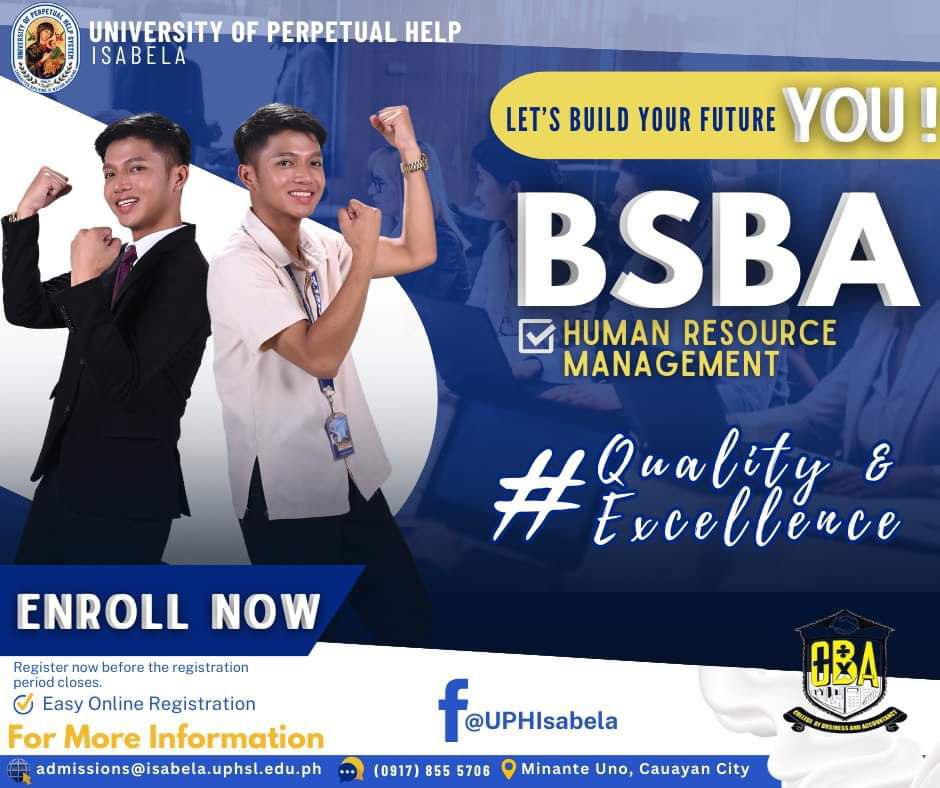 UNIVERSITY OF PERPETUAL HELP
ISABELA
UNIVERSITY OF PERPETUAL HELP SYSTEM
LET'S BUILD YOUR FUTURE YOU !
BSBA
HUMAN RESOURCE
MANAGEMENT
# Quality &
Excellence
ENROLL NOW
Register now before the registration
period closes.
Easy Online Registration
For More Information
@UPHIsabela
CBA
COLLEGE OF BUSINESS AND ACCOUNTANCY
admissions@isabela.uphsl.edu.ph (0917) 855 5706 Minante Uno, Cauayan City